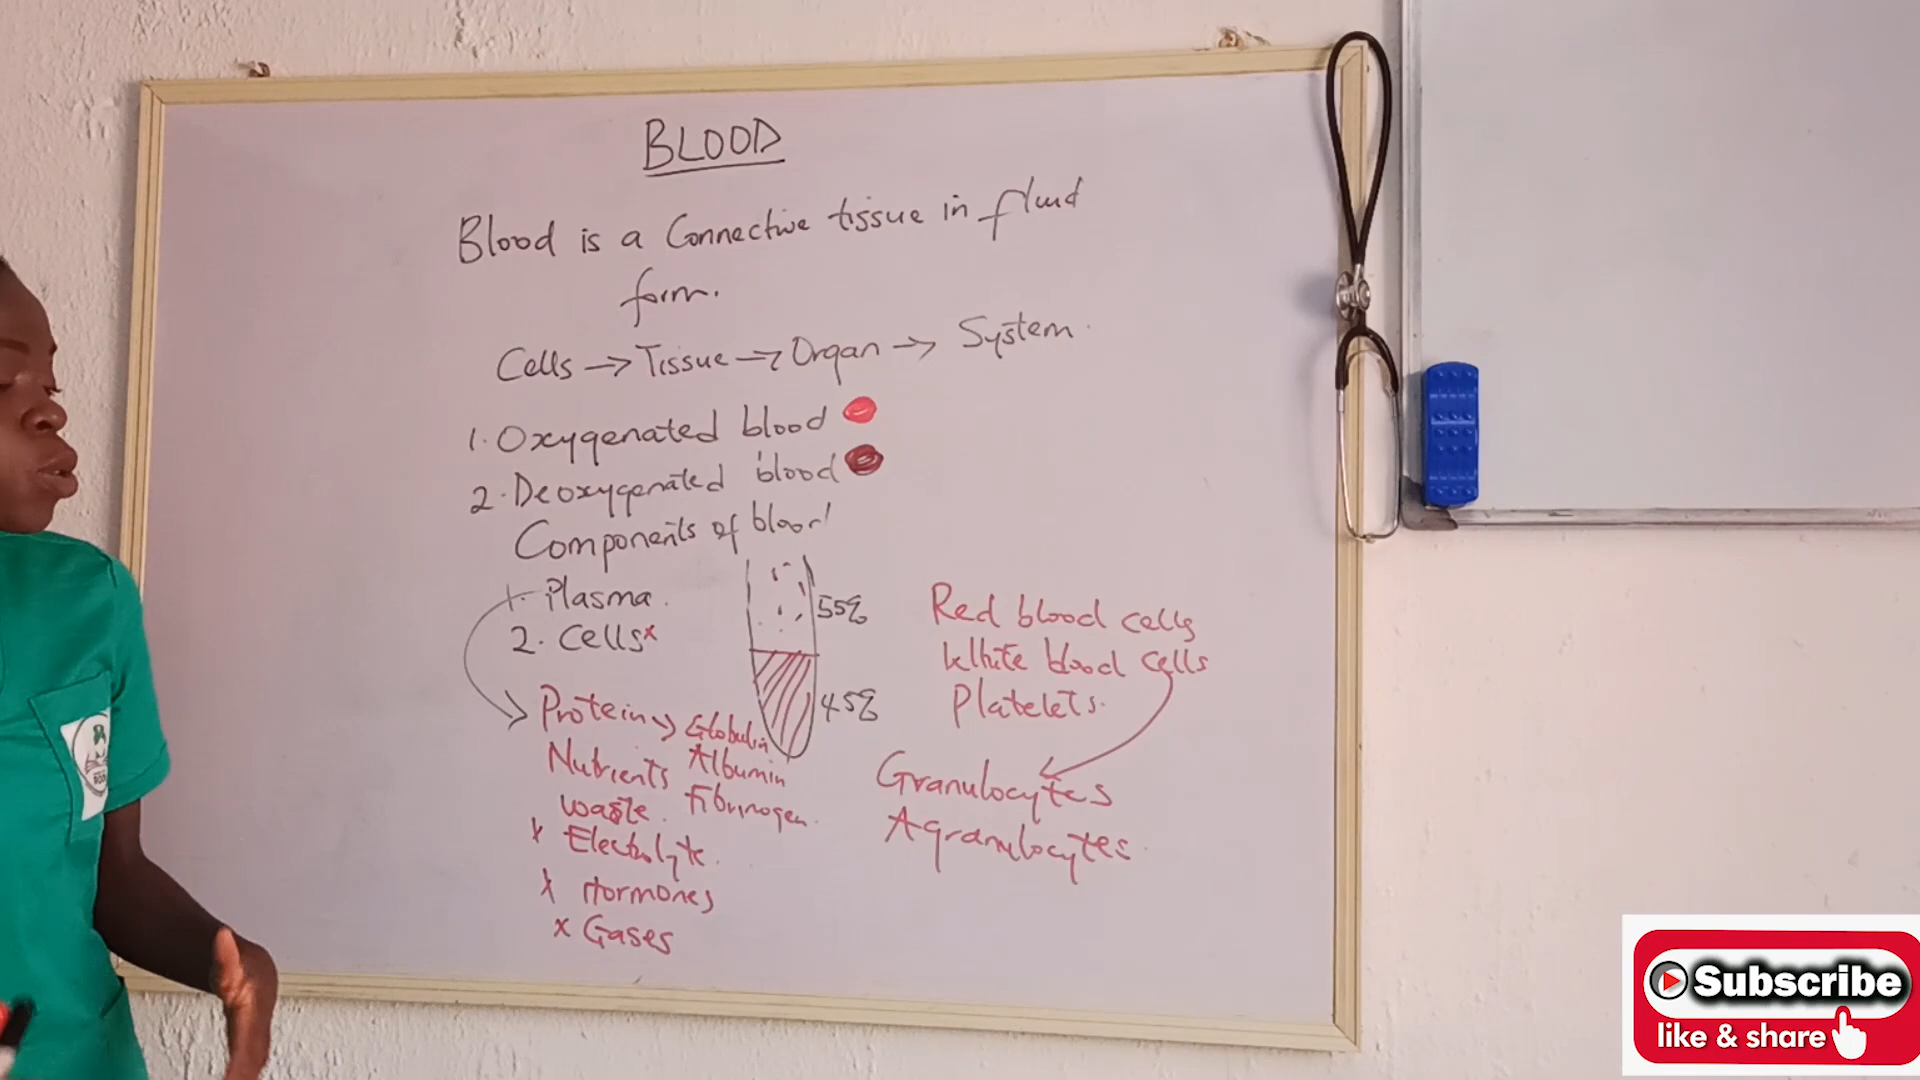 BLOOD
Blood is a Connective tissue in fluid
form.
Cells → Tissue → Organ → System.
1. Oxygenated blood
2. Deoxygenated blood
Components of blood
1. Plasma.
2. Cells x
55%
45%
Protein → Globulin
Nutrients Albumin
waste. Fibrinogen.
x Electrolyte.
x Hormones
x Gases
Red blood cells
White blood cells
Platelets.
Granulocytes
Agranulocytes.
Subscribe
like & share